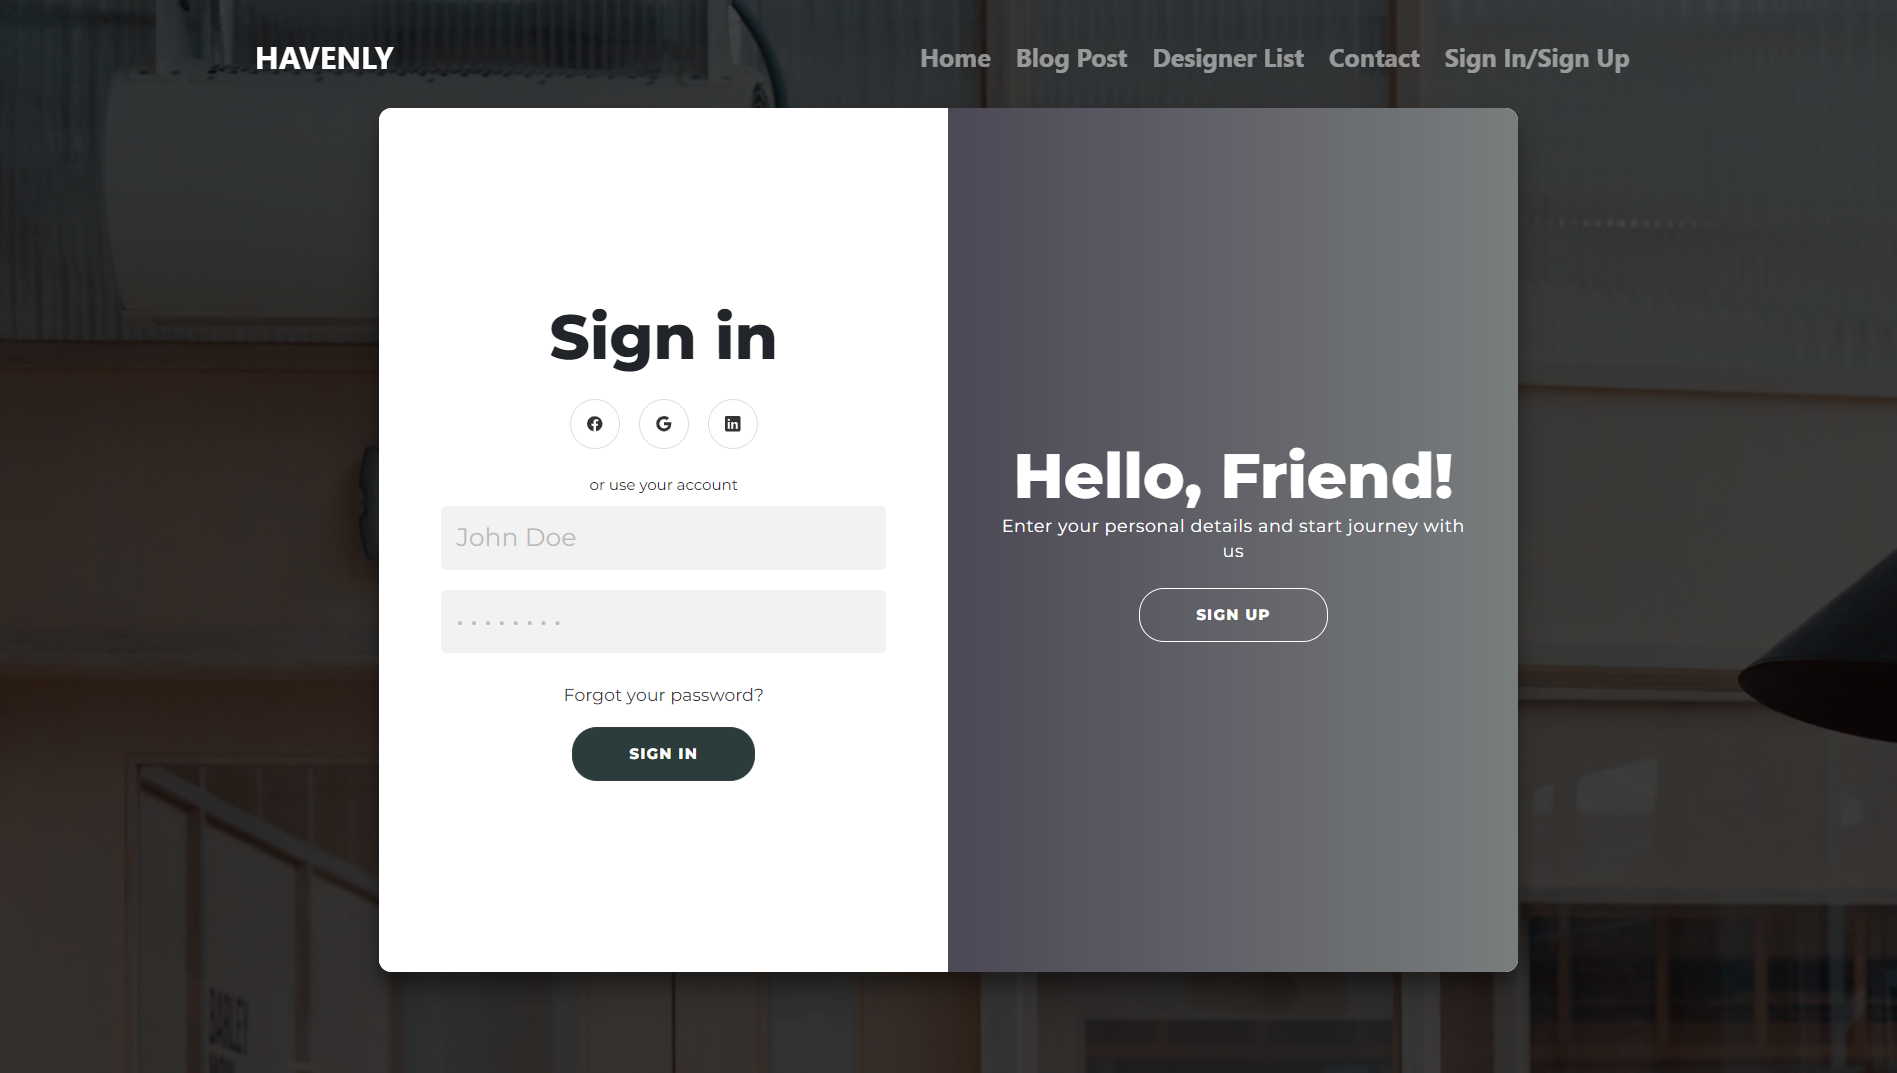 HAVENLY
Home Blog Post Designer List Contact Sign In/Sign Up
Sign in
or use your account
John Doe
Forgot your password?
SIGN IN
Hello, Friend!
Enter your personal details and start journey with
us
SIGN UP